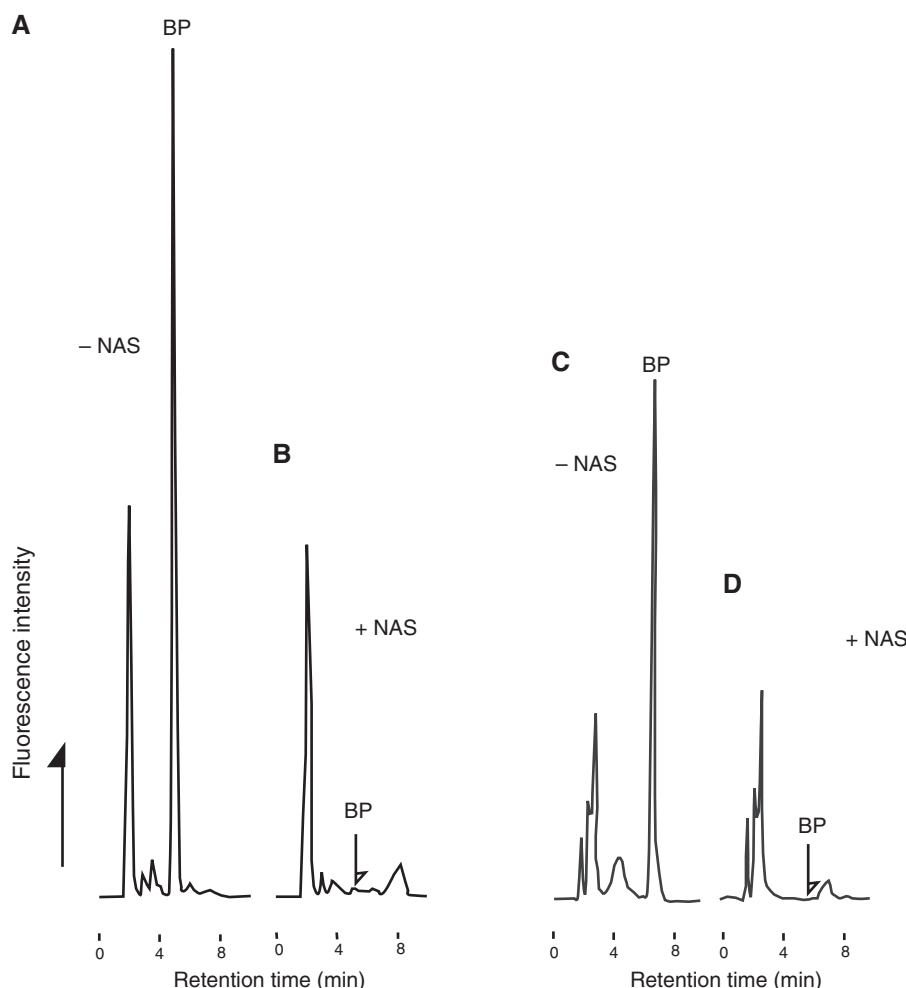 A
BP
– NAS
B
+ NAS
BP
C
BP
– NAS
D
+ NAS
BP
Fluorescence intensity
0 4 8 0 4 8 0 4 8 0 4 8
Retention time (min) Retention time (min)